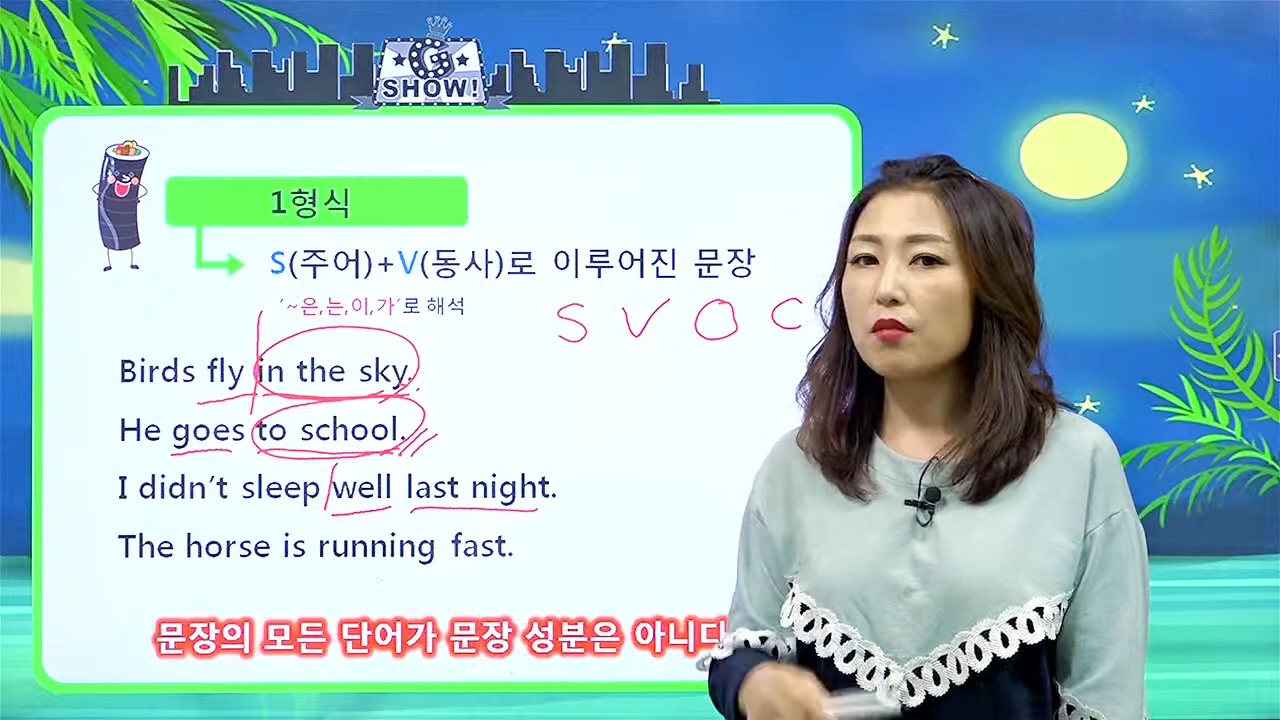 G
SHOW!
1형식
S(주어)+V(동사)로 이루어진 문장
'~은,는,이,가'로 해석
S V O C
Birds fly in the sky.
He goes to school.
I didn't sleep well last night.
The horse is running fast.
문장의 모든 단어가 문장 성분은 아니다